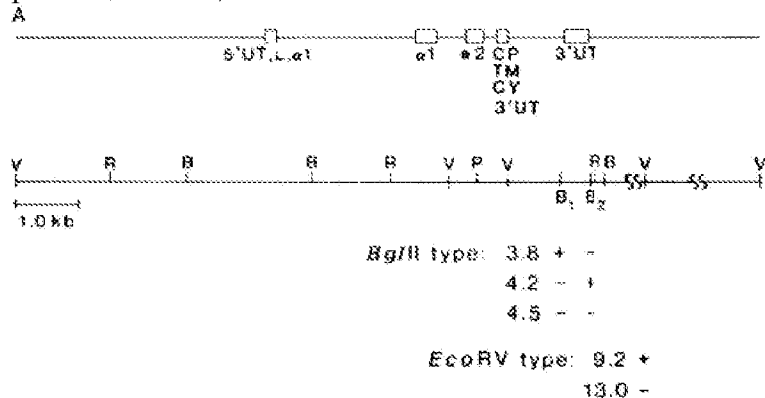 A
5'UT,L,α1 α1 α2 CP 3'UT
TM
CY
3'UT
V B B B B V P V B B V V
B₁ B₂
1.0 kb
BglII type: 3.8 + -
4.2 - +
4.5 - -
EcoRV type: 9.2 +
13.0 -